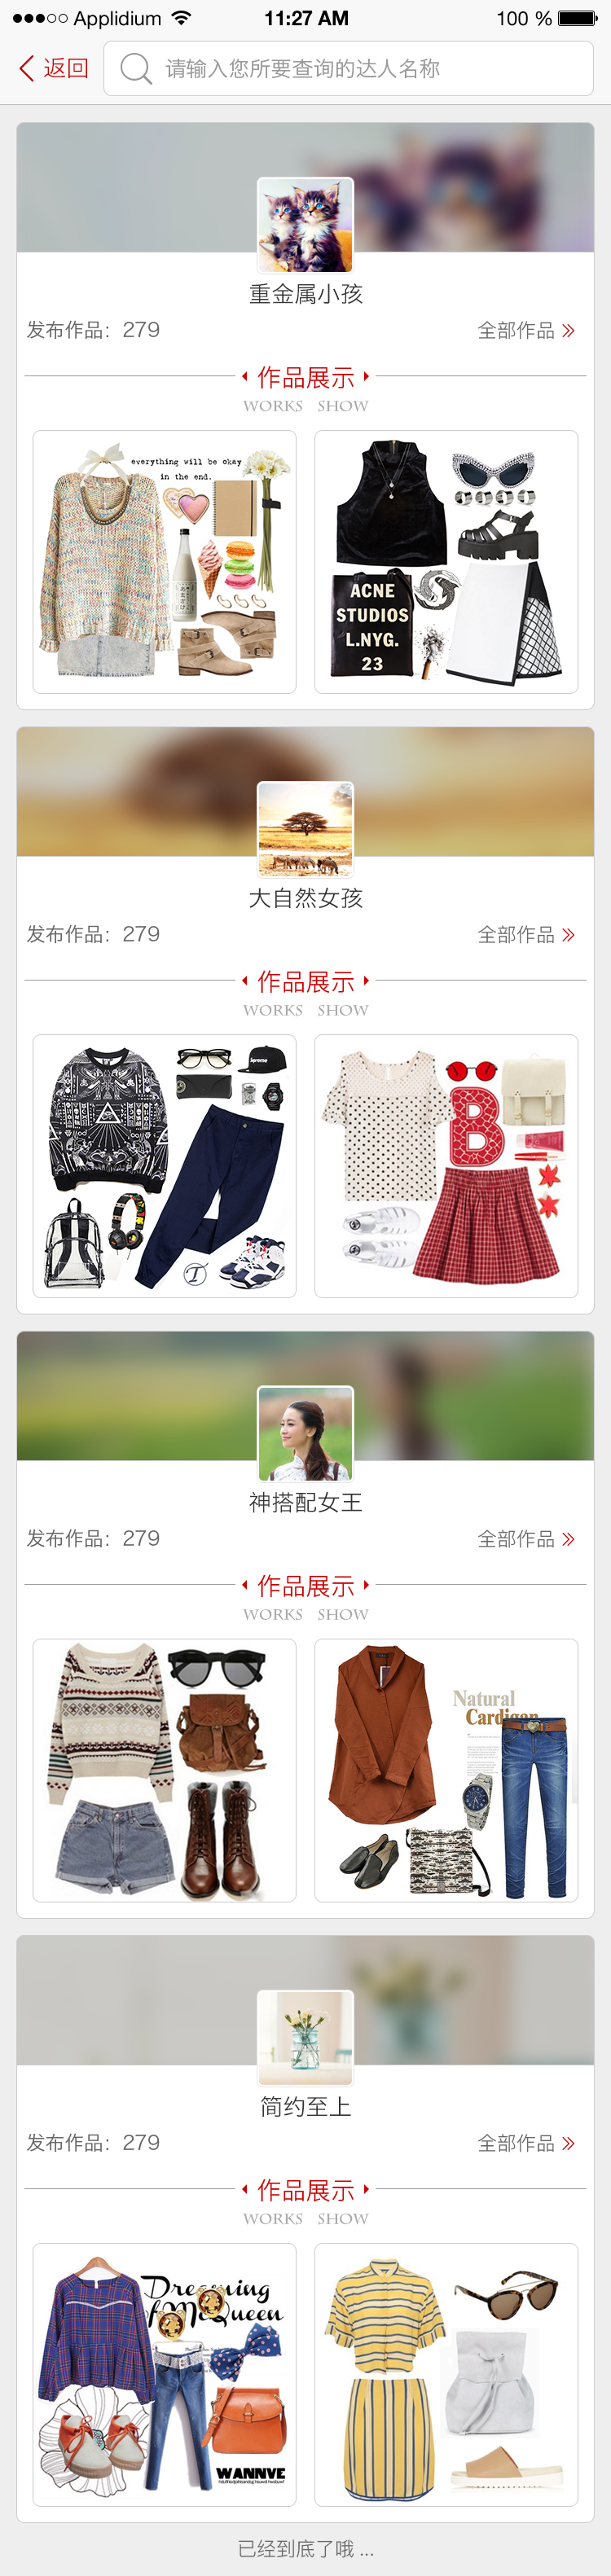 Applidium
11:27 AM
100 %
返回
请输入您所要查询的达人名称
重金属小孩
发布作品：279
全部作品
作品展示
WORKS SHOW
everything will be okay
in the end.
ACNE
STUDIOS
L.NYG.
23
大自然女孩
发布作品：279
全部作品
作品展示
WORKS SHOW
Supreme
B
T
神搭配女王
发布作品：279
全部作品
作品展示
WORKS SHOW
Natural
Cardigan
简约至上
发布作品：279
全部作品
作品展示
WORKS SHOW
Dreaming
of McQueen
WANNVE
已经到底了哦 ...